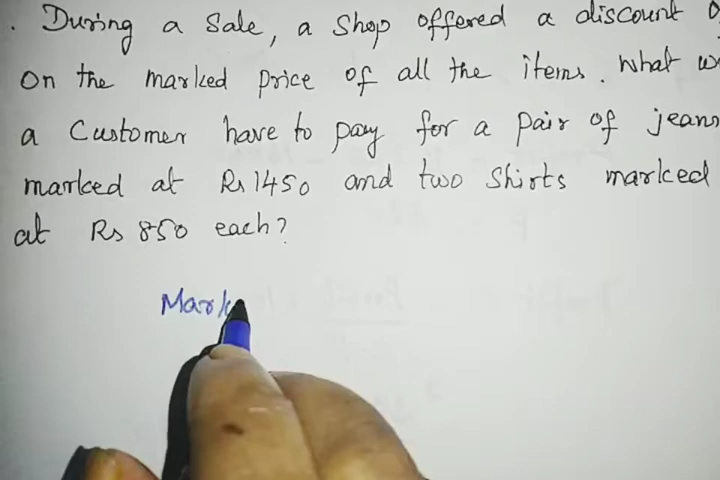 . During a Sale, a Shop offered a discount
on the marked price of all the items. What
a Customer have to pay for a pair of jeans
marked at Rs 1450 and two Shirts marked
at Rs 850 each?
Mark